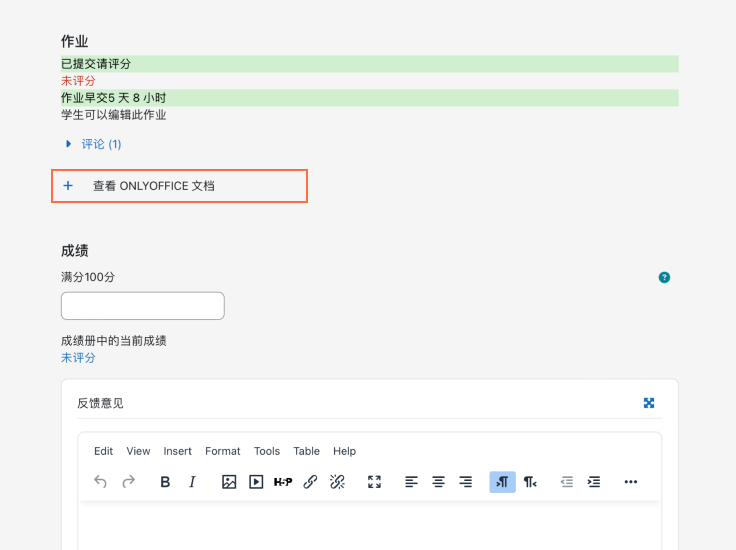 作业
已提交请评分
未评分
作业早交5 天 8 小时
学生可以编辑此作业
评论 (1)
查看 ONLYOFFICE 文档
成绩
满分100分
成绩册中的当前成绩
未评分
反馈意见
Edit View Insert Format Tools Table Help
B I H-P